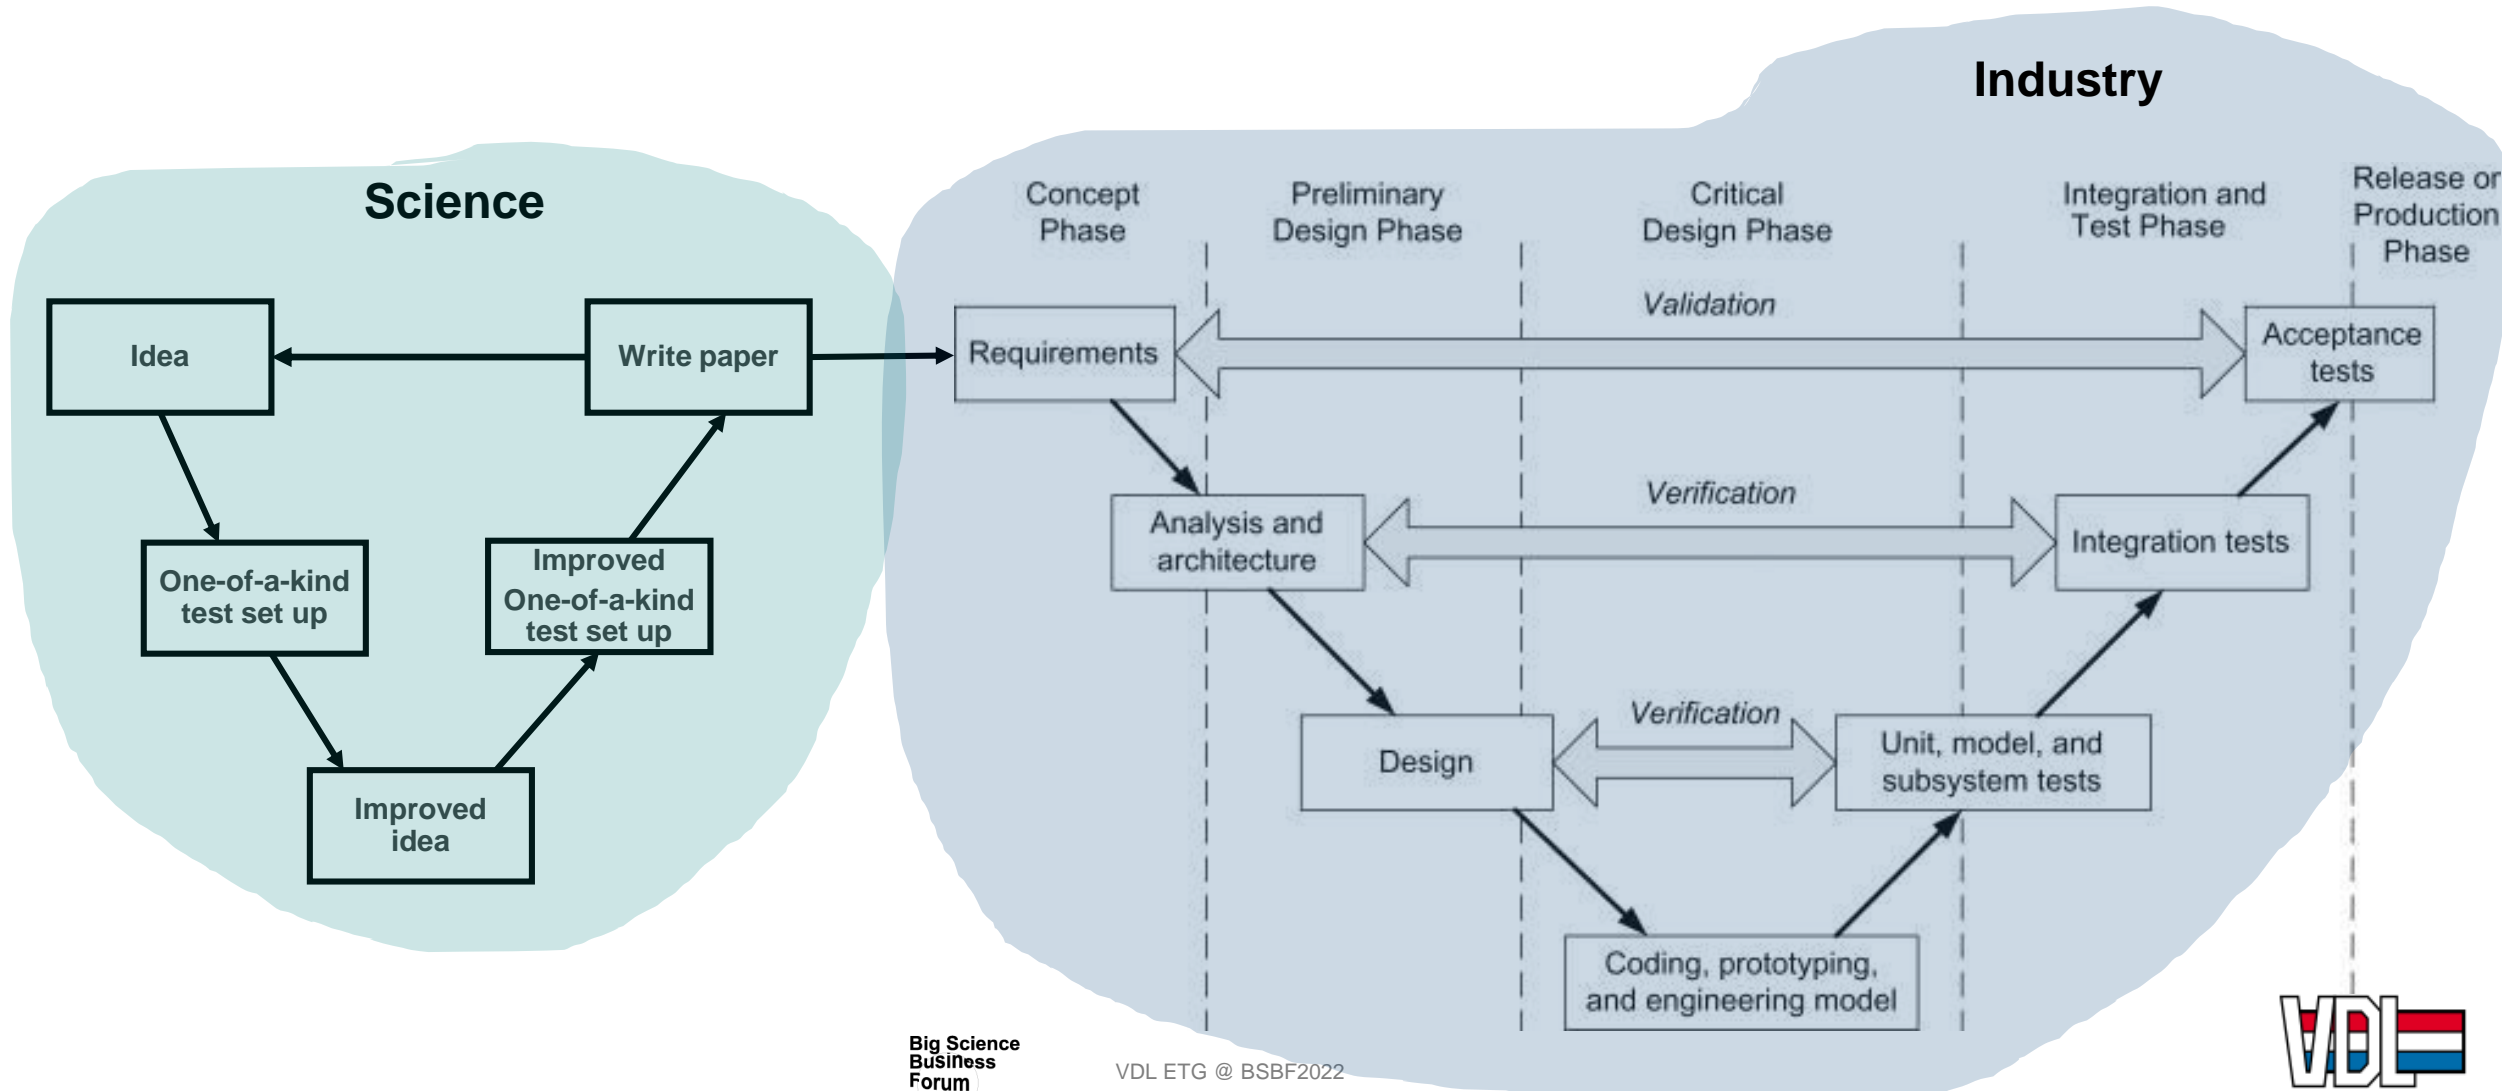 Industry
Science
Concept
Phase
Preliminary
Design Phase
Critical
Design Phase
Integration and
Test Phase
Release or
Production
Phase
Idea
Write paper
One-of-a-kind
test set up
Improved
One-of-a-kind
test set up
Improved
idea
Requirements
Validation
Acceptance
tests
Analysis and
architecture
Verification
Integration tests
Design
Verification
Unit, model, and
subsystem tests
Coding, prototyping,
and engineering model
Big Science
Business
Forum
VDL ETG @ BSBF2022
VDL